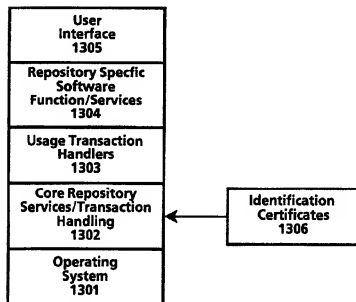 User
Interface
1305
Repository Specfic
Software
Function/Services
1304
Usage Transaction
Handlers
1303
Core Repository
Services/Transaction
Handling
1302
Identification
Certificates
1306
Operating
System
1301